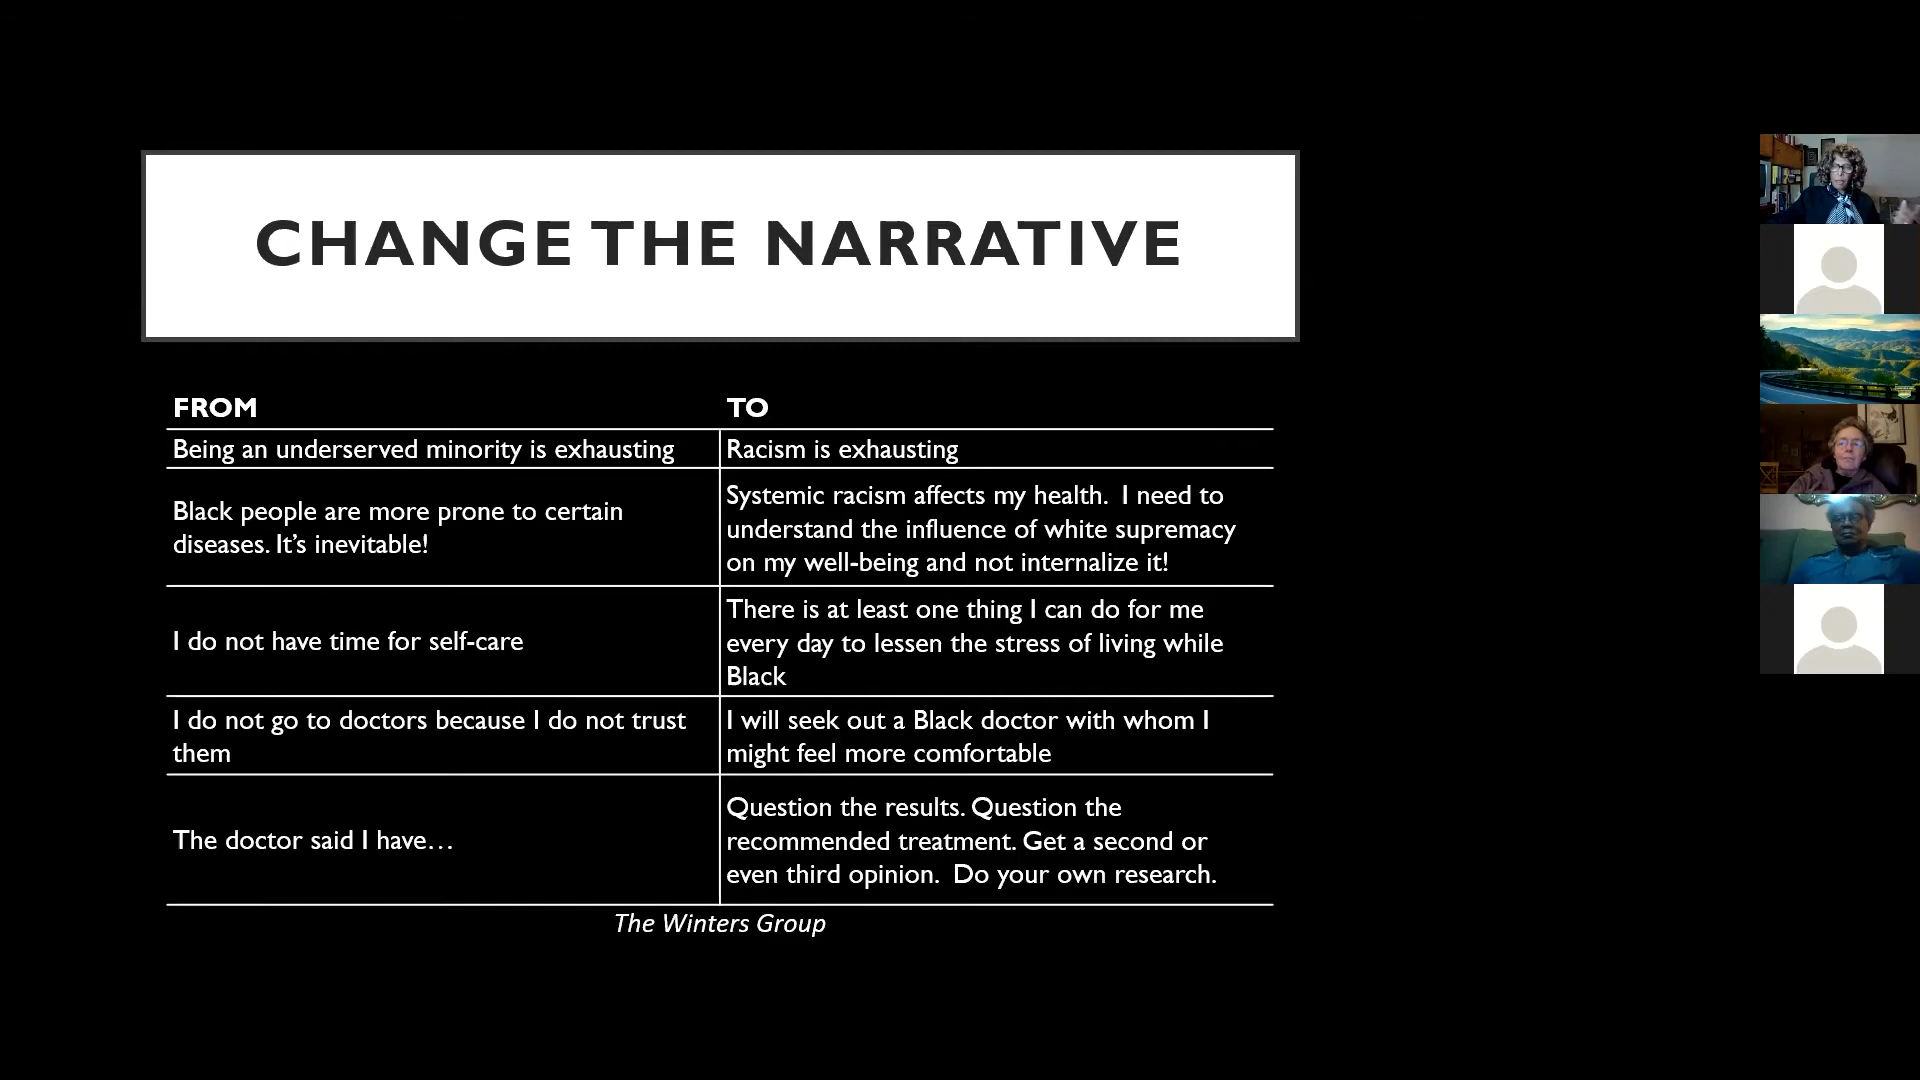 CHANGE THE NARRATIVE
FROM
TO
Being an underserved minority is exhausting
Racism is exhausting
Black people are more prone to certain
diseases. It's inevitable!
Systemic racism affects my health.  I need to
understand the influence of white supremacy
on my well-being and not internalize it!
I do not have time for self-care
There is at least one thing I can do for me
every day to lessen the stress of living while
Black
I do not go to doctors because I do not trust
them
I will seek out a Black doctor with whom I
might feel more comfortable
The doctor said I have…
Question the results. Question the
recommended treatment. Get a second or
even third opinion.  Do your own research.
The Winters Group